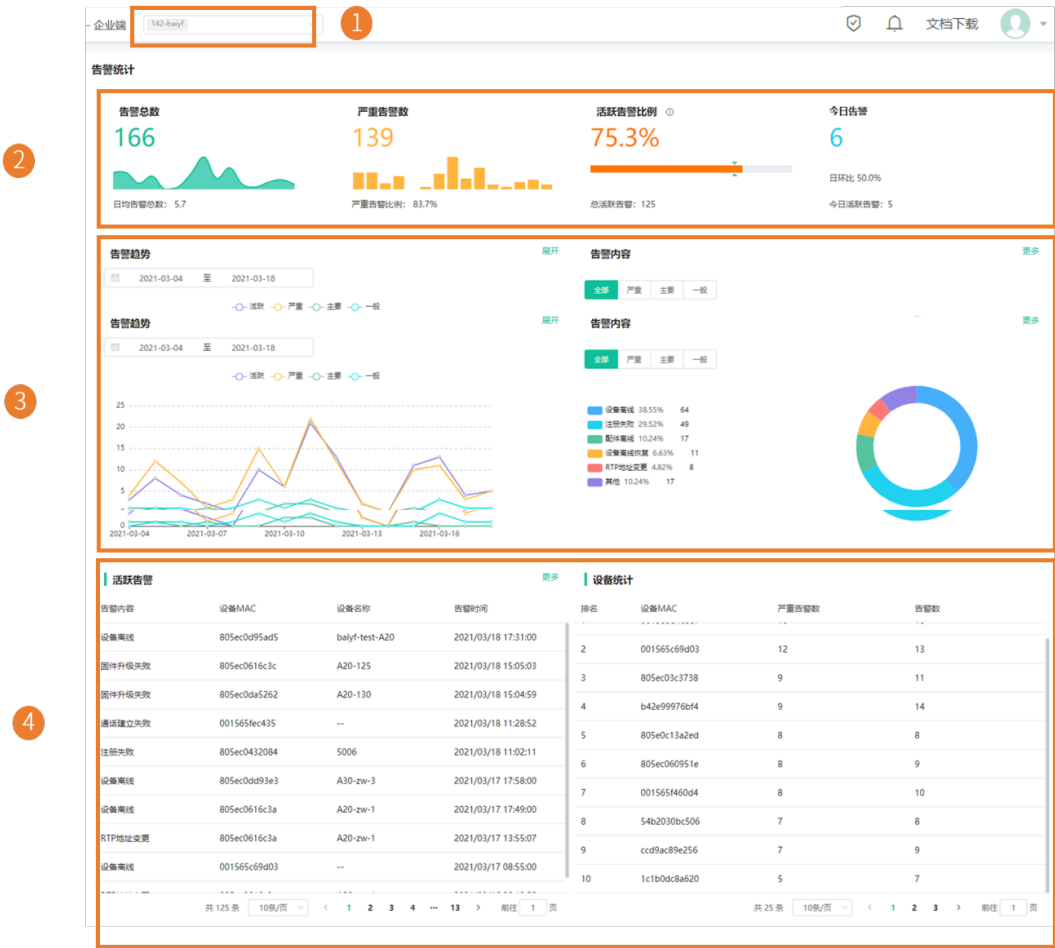 - 企业端 142-baiyf 1 文档下载
告警统计
告警总数 严重告警数 活跃告警比例 今日告警
166 139 75.3% 6
2
日环比 50.0%
日均告警总数： 5.7 严重告警比例： 83.7% 总活跃告警： 125 今日活跃告警： 5
告警趋势 展开 告警内容 更多
2021-03-04 至 2021-03-18 全部 严重 主要 一般
活跃 严重 主要 一般
告警趋势 展开 告警内容 更多
2021-03-04 至 2021-03-18 全部 严重 主要 一般
活跃 严重 主要 一般
3
25
20
15
10
5
0
2021-03-04 2021-03-07 2021-03-10 2021-03-13 2021-03-16
设备离线 38.55% 64
注册失败 29.52% 49
配件离线 10.24% 17
设备离线恢复 6.63% 11
RTP地址变更 4.82% 8
其他 10.24% 17
4
活跃告警 更多
告警内容 设备MAC 设备名称 告警时间
设备离线 805ec0d95ad5 baiyf-test-A20 2021/03/18 17:31:00
固件升级失败 805ec0616c3c A20-125 2021/03/18 15:05:03
固件升级失败 805ec0da5262 A20-130 2021/03/18 15:04:59
通话建立失败 001565fec435 -- 2021/03/18 11:28:52
注册失败 805ec0432084 5006 2021/03/18 11:02:11
设备离线 805ec0dd93e3 A30-zw-3 2021/03/17 17:58:00
设备离线 805ec0616c3a A20-zw-1 2021/03/17 17:49:00
RTP地址变更 805ec0616c3a A20-zw-1 2021/03/17 13:55:07
设备离线 001565c69d03 -- 2021/03/17 08:55:00
共 125 条 10条/页 < 1 2 3 4 ··· 13 > 前往 1 页
设备统计
排名 设备MAC 严重告警数 告警数
2 001565c69d03 12 13
3 805ec03c3738 9 11
4 b42e99976bf4 9 14
5 805e0c13a2ed 8 8
6 805ec060951e 8 9
7 001565f460d4 8 10
8 54b2030bc506 7 8
9 ccd9ac89e256 7 9
10 1c1b0dc8a620 5 7
共 25 条 10条/页 < 1 2 3 > 前往 1 页